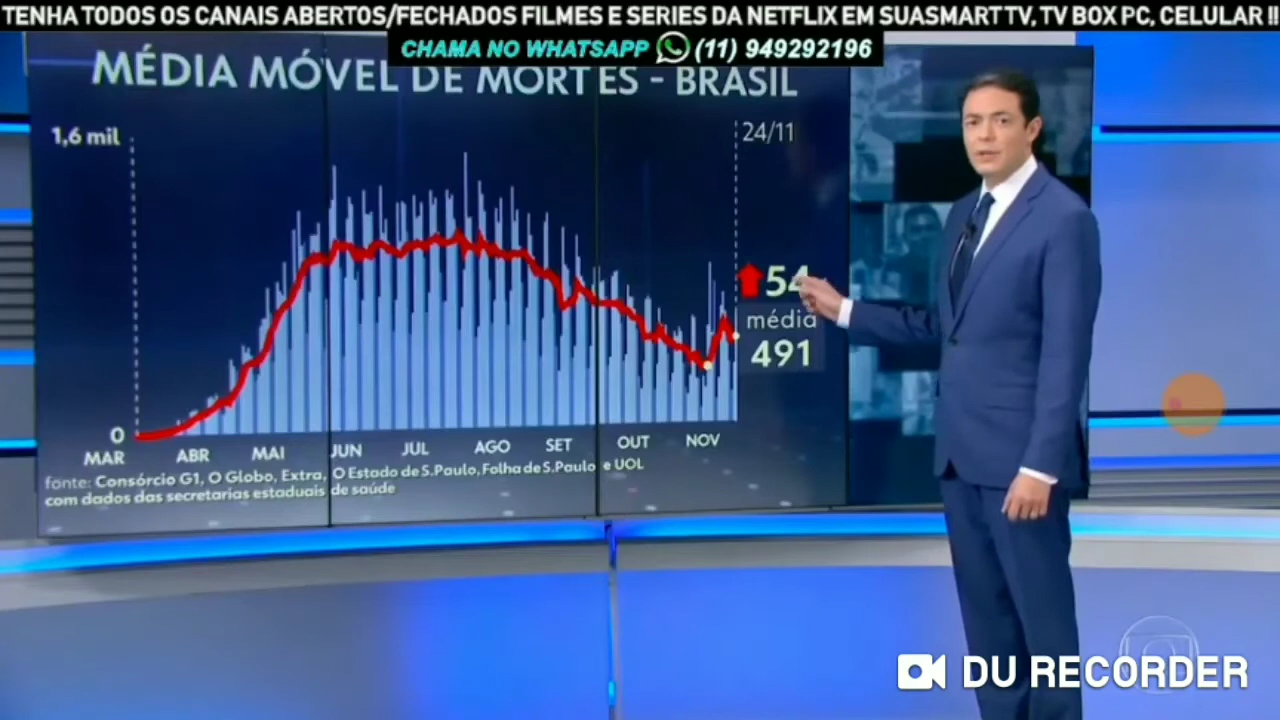 TENHA TODOS OS CANAIS ABERTOS/FECHADOS FILMES E SERIES DA NETFLIX EM SUASMART TV, TV BOX PC, CELULAR !!
CHAMA NO WHATSAPP (11) 949292196
MÉDIA MÓVEL DE MORTES - BRASIL
1,6 mil
24/11
54
média
491
0
MAR ABR MAI JUN JUL AGO SET OUT NOV
fonte: Consórcio G1, O Globo, Extra, O Estado de S.Paulo, Folha de S.Paulo e UOL
com dados das secretarias estaduais de saúde
DU RECORDER